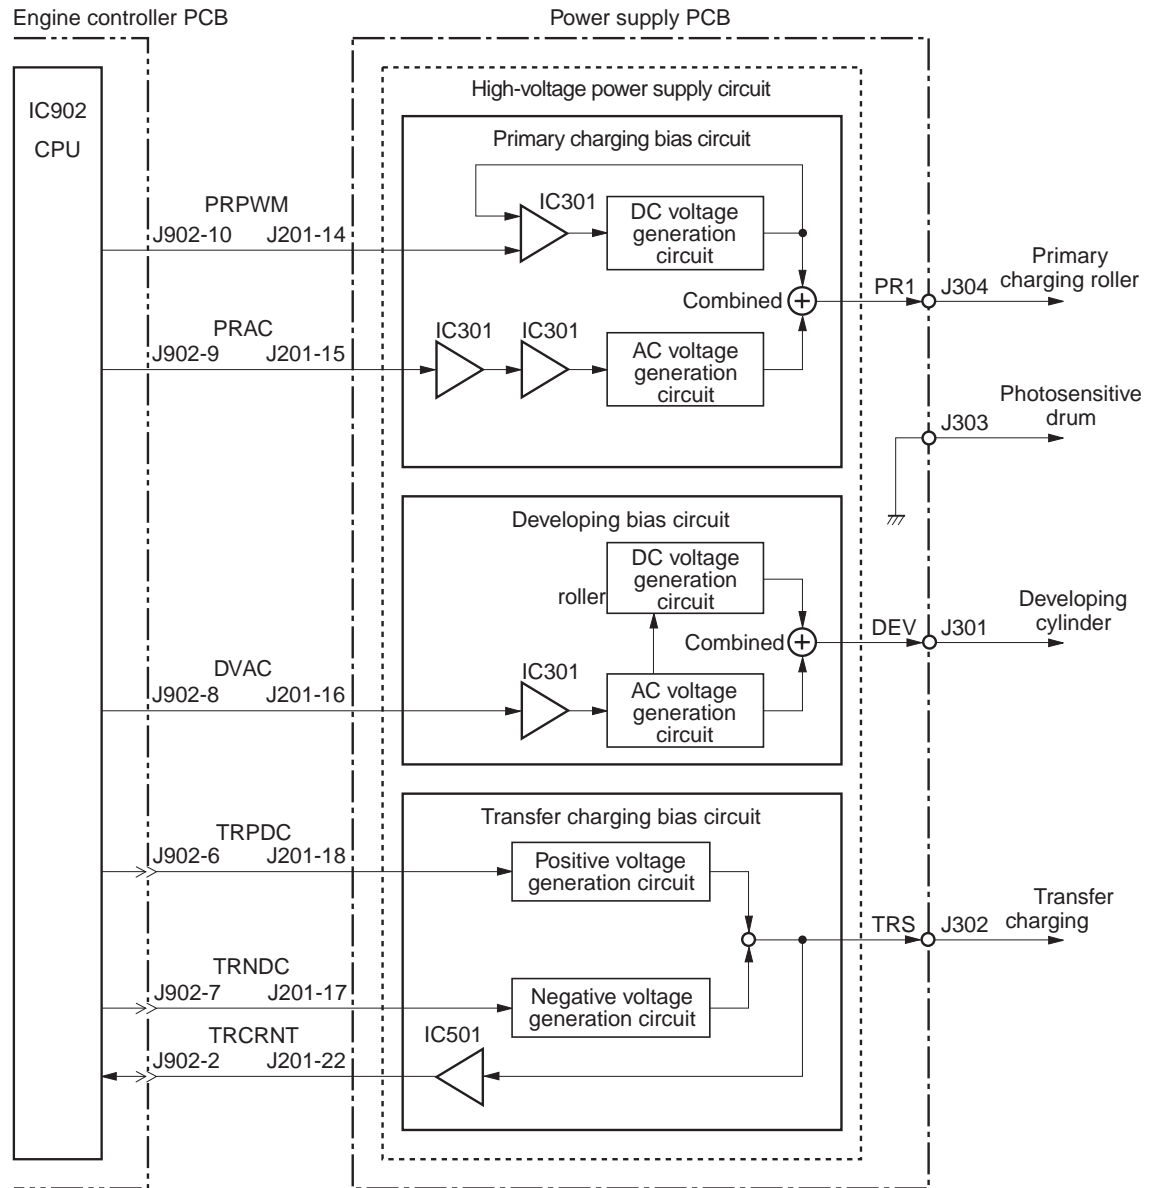 Engine controller PCB
Power supply PCB
High-voltage power supply circuit
IC902
CPU
Primary charging bias circuit
IC301
DC voltage
generation
circuit
PRPWM
J902-10 J201-14
Combined
PR1
J304
Primary
charging roller
PRAC
J902-9 J201-15
IC301
IC301
AC voltage
generation
circuit
Photosensitive
drum
J303
Developing bias circuit
DC voltage
generation
circuit
roller
Combined
DEV
J301
Developing
cylinder
DVAC
J902-8 J201-16
IC301
AC voltage
generation
circuit
Transfer charging bias circuit
TRPDC
J902-6 J201-18
Positive voltage
generation circuit
TRS
J302
Transfer
charging
TRNDC
J902-7 J201-17
Negative voltage
generation circuit
TRCRNT
J902-2 J201-22
IC501